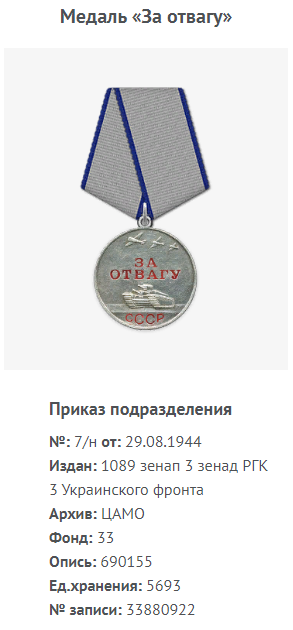 Медаль «За отвагу»
ЗА
ОТВАГУ
СССР
Приказ подразделения
№: 7/н от: 29.08.1944
Издан: 1089 зенап 3 зенад РГК
3 Украинского фронта
Архив: ЦАМО
Фонд: 33
Опись: 690155
Ед.хранения: 5693
№ записи: 33880922